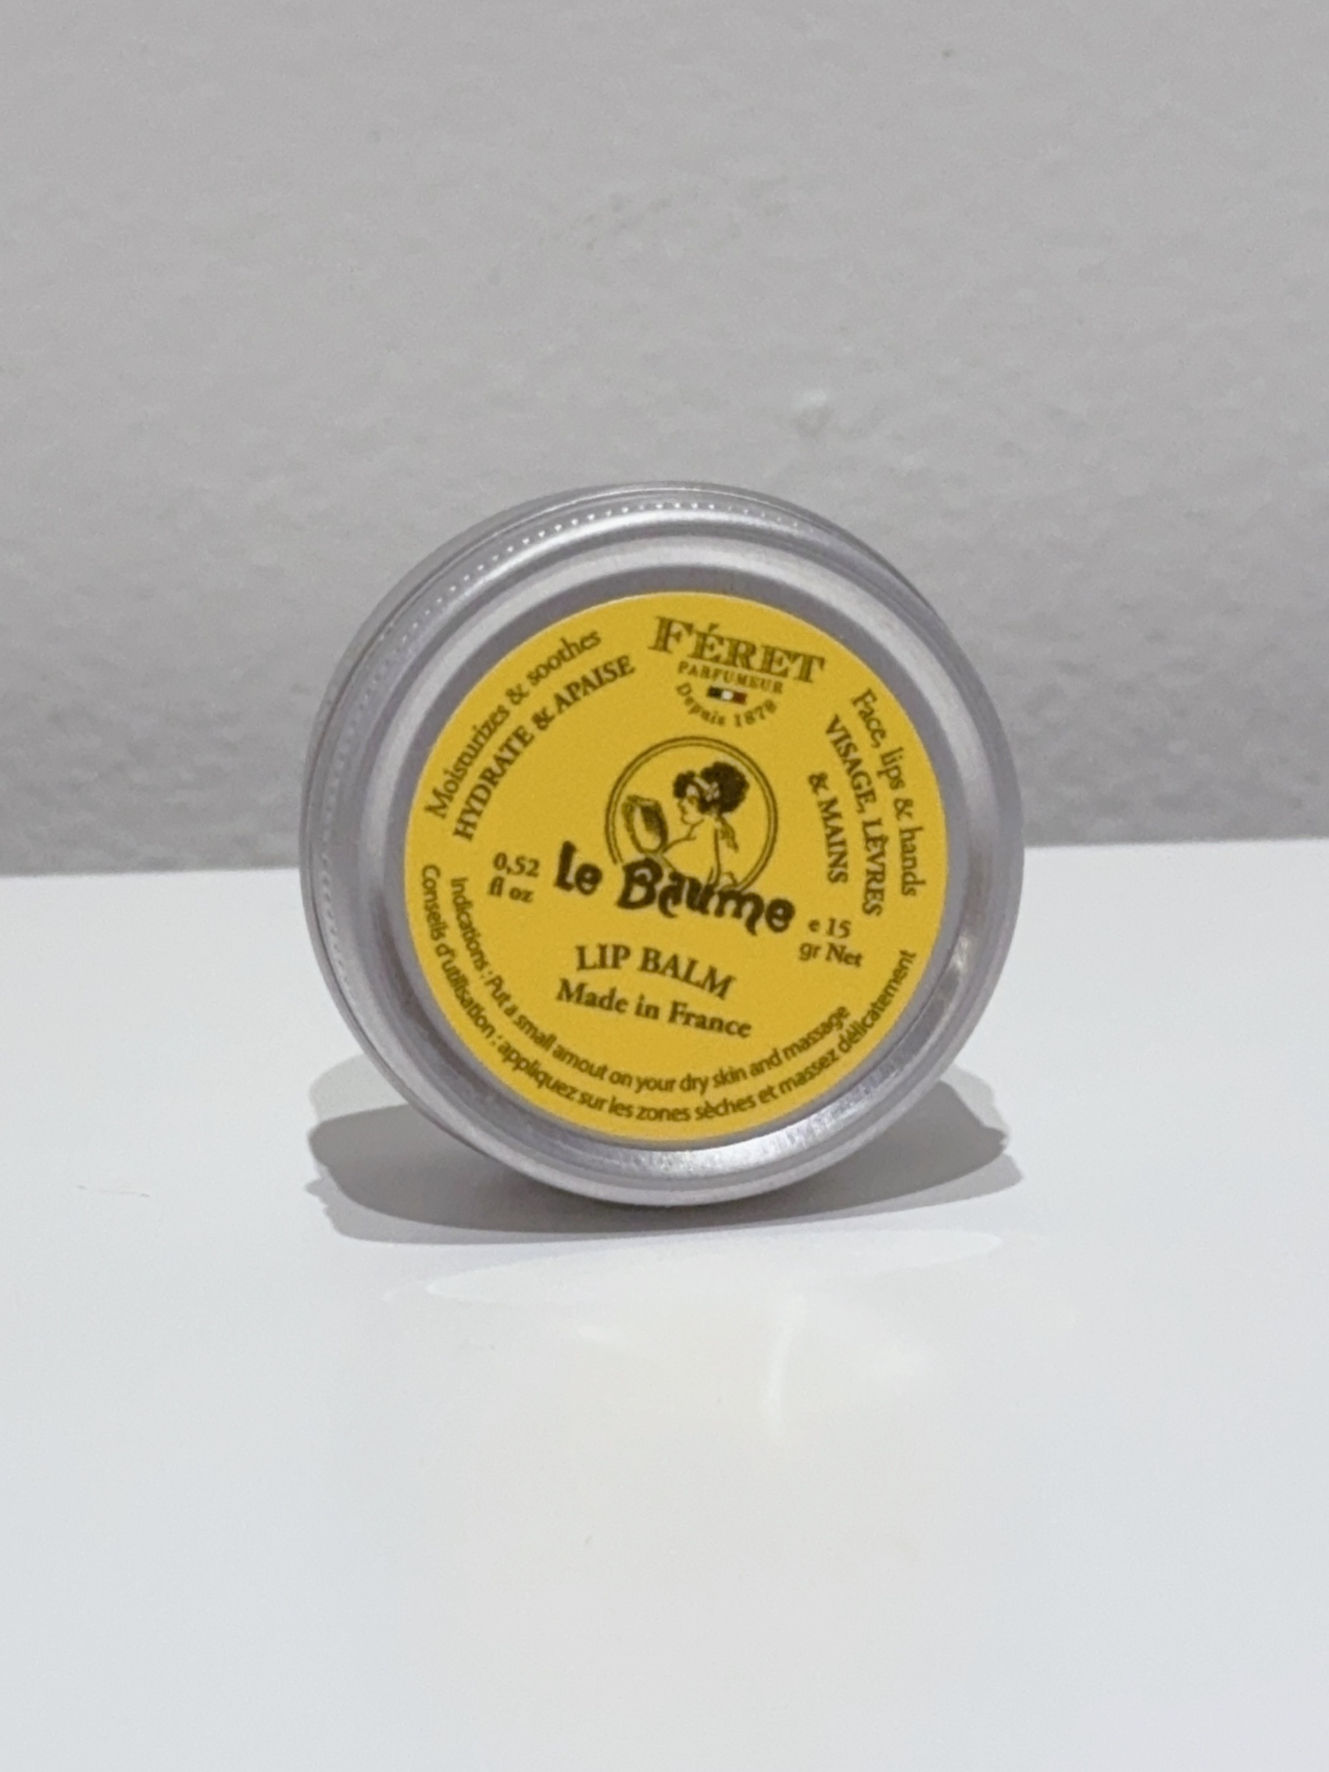 FÉRET
PARFUMEUR
Depuis 1878
Moisturizes & soothes
HYDRATE & APAISE
Face, lips & hands
VISAGE, LÈVRES
& MAINS
0,52
fl oz
Le Baume
e 15
gr Net
LIP BALM
Made in France
Indications : Put a small amout on your dry skin and massage
Conseils d'utilisation : appliquez sur les zones sèches et massez délicatement